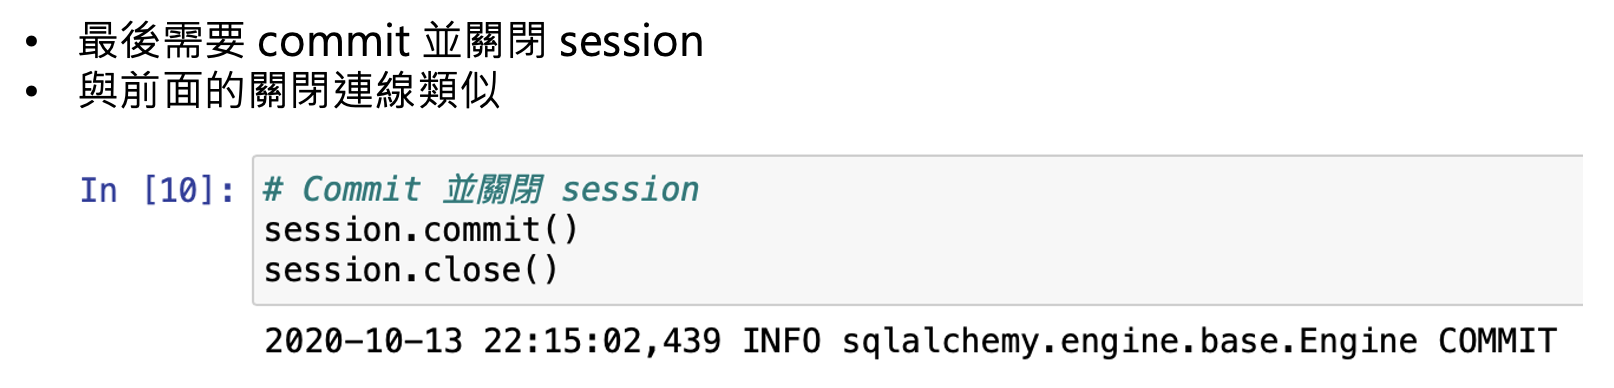 • 最後需要 commit 並關閉 session
• 與前面的關閉連線類似
In [10]: # Commit 並關閉 session
session.commit()
session.close()
2020-10-13 22:15:02,439 INFO sqlalchemy.engine.base.Engine COMMIT